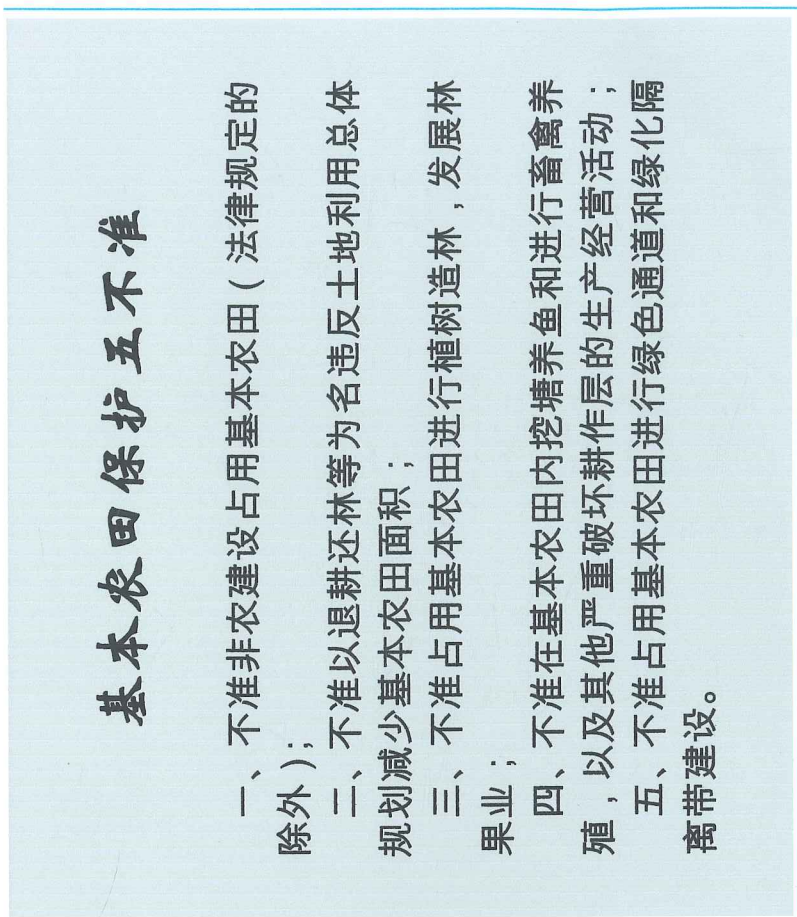 基本农田保护五不准
一、不准非农建设占用基本农田（法律规定的
除外）；
二、不准以退耕还林等为名违反土地利用总体
规划减少基本农田面积；
三、不准占用基本农田进行植树造林，发展林
果业；
四、不准在基本农田内挖塘养鱼和进行畜禽养
殖，以及其他严重破坏耕作层的生产经营活动；
五、不准占用基本农田进行绿色通道和绿化隔
离带建设。